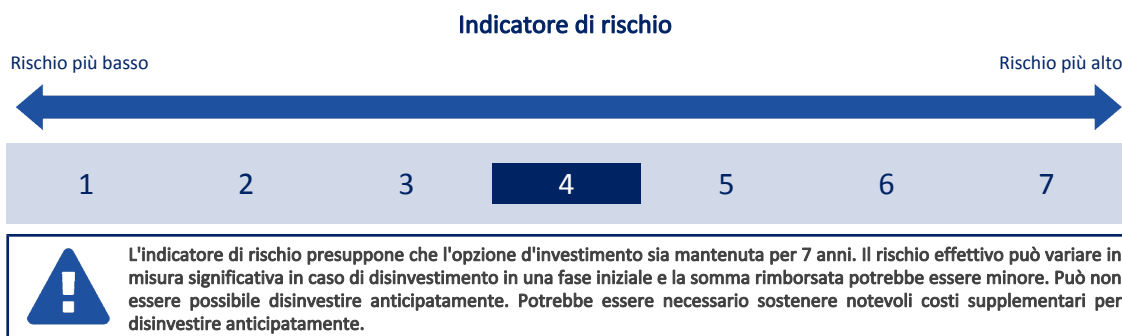 Indicatore di rischio
Rischio più basso
Rischio più alto
1 2 3 4 5 6 7
L'indicatore di rischio presuppone che l'opzione d'investimento sia mantenuta per 7 anni. Il rischio effettivo può variare in
misura significativa in caso di disinvestimento in una fase iniziale e la somma rimborsata potrebbe essere minore. Può non
essere possibile disinvestire anticipatamente. Potrebbe essere necessario sostenere notevoli costi supplementari per
disinvestire anticipatamente.